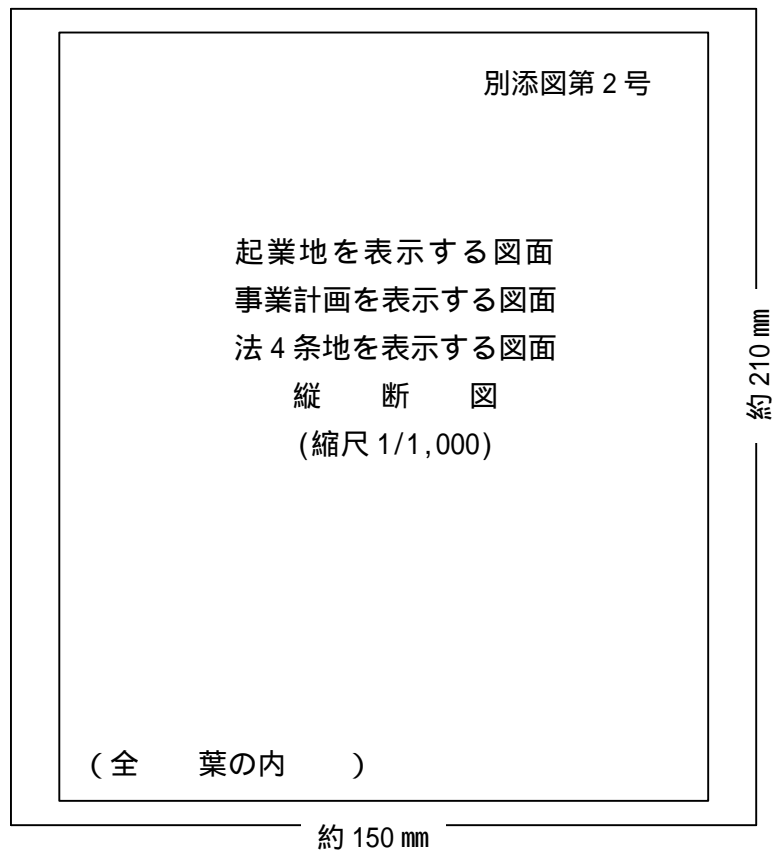 別添図第2号
起業地を表示する図面
事業計画を表示する図面
法4条地を表示する図面
縦　断　図
(縮尺1/1,000)
約210㎜
(全　　葉の内　　)
約150㎜